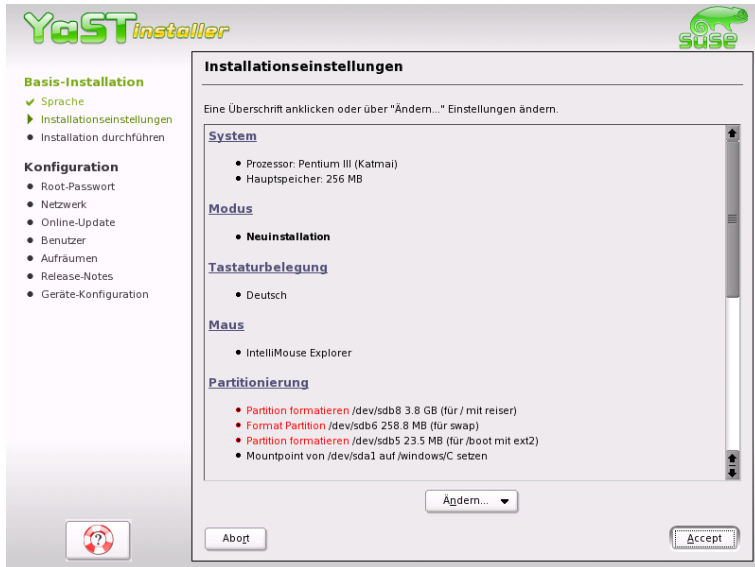 YaST installer
suse
Basis-Installation
Sprache
Installationseinstellungen
Installation durchführen
Konfiguration
Root-Passwort
Netzwerk
Online-Update
Benutzer
Aufräumen
Release-Notes
Geräte-Konfiguration
Installationseinstellungen
Eine Überschrift anklicken oder über "Ändern..." Einstellungen ändern.
System
Prozessor: Pentium III (Katmai)
Hauptspeicher: 256 MB
Modus
Neuinstallation
Tastaturbelegung
Deutsch
Maus
IntelliMouse Explorer
Partitionierung
Partition formatieren /dev/sdb8 3.8 GB (für / mit reiser)
Format Partition /dev/sdb6 258.8 MB (für swap)
Partition formatieren /dev/sdb5 23.5 MB (für /boot mit ext2)
Mountpoint von /dev/sda1 auf /windows/C setzen
Ändern...
Abort
Accept